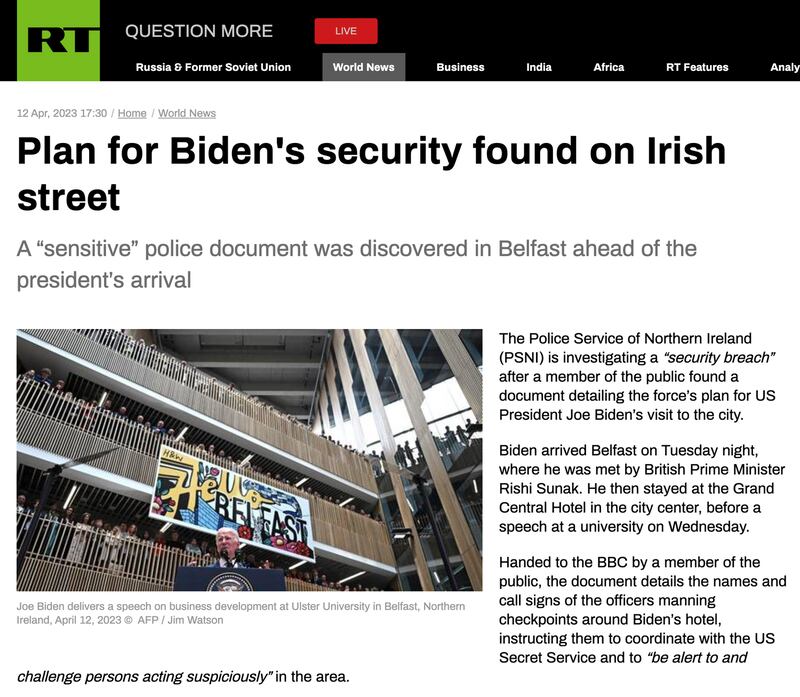 RT
QUESTION MORE
LIVE
Russia & Former Soviet Union
World News
Business
India
Africa
RT Features
Analy
12 Apr, 2023 17:30 / Home / World News
Plan for Biden's security found on Irish
street
A “sensitive” police document was discovered in Belfast ahead of the
president’s arrival
H&W
Hello
BELFAST
Joe Biden delivers a speech on business development at Ulster University in Belfast, Northern
Ireland, April 12, 2023 © AFP / Jim Watson
The Police Service of Northern Ireland
(PSNI) is investigating a “security breach”
after a member of the public found a
document detailing the force’s plan for US
President Joe Biden’s visit to the city.
Biden arrived Belfast on Tuesday night,
where he was met by British Prime Minister
Rishi Sunak. He then stayed at the Grand
Central Hotel in the city center, before a
speech at a university on Wednesday.
Handed to the BBC by a member of the
public, the document details the names and
call signs of the officers manning
checkpoints around Biden’s hotel,
instructing them to coordinate with the US
Secret Service and to “be alert to and
challenge persons acting suspiciously” in the area.